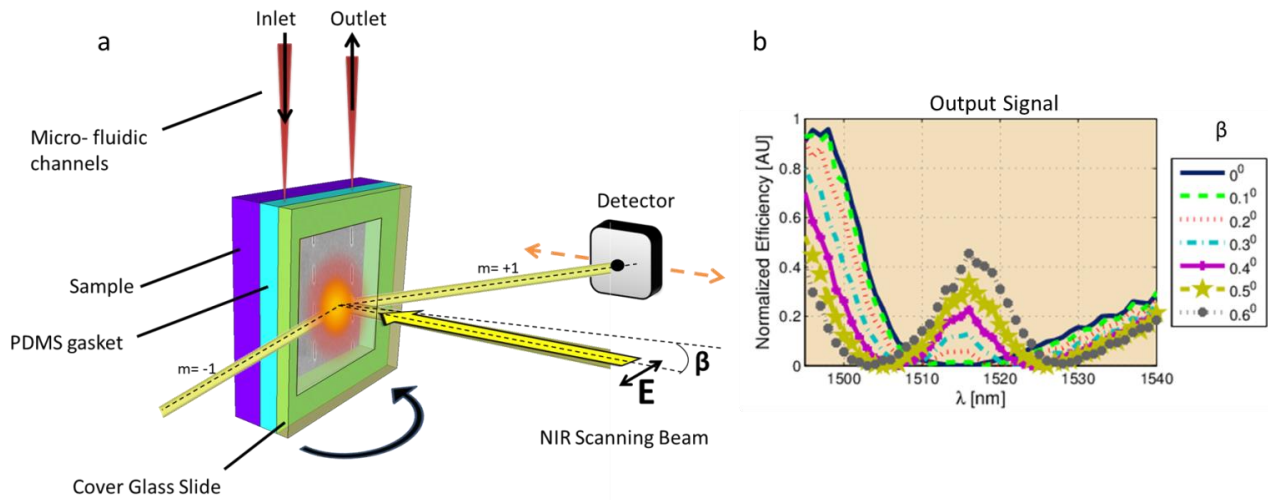 a
Inlet
Outlet
Micro- fluidic
channels
Sample
PDMS gasket
m= +1
m= -1
Detector
β
E
NIR Scanning Beam
Cover Glass Slide
b
Output Signal
β
Normalized Efficiency [AU]
1
0.8
0.6
0.4
0.2
0
1500
1510
1520
1530
1540
λ [nm]
0⁰
0.1⁰
0.2⁰
0.3⁰
0.4⁰
0.5⁰
0.6⁰